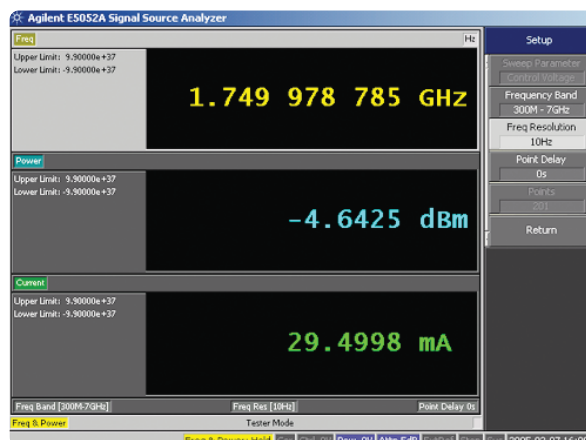 Agilent E5052A Signal Source Analyzer
Freq
Hz
Upper Limit: 9.90000e+37
Lower Limit: -9.90000e+37
1.749 978 785 GHz
Power
Upper Limit: 9.90000e+37
Lower Limit: -9.90000e+37
-4.6425 dBm
Current
Upper Limit: 9.90000e+37
Lower Limit: -9.90000e+37
29.4998 mA
Freq Band [300M-7GHz]
Freq Res [10Hz]
Point Delay 0s
Freq & Power
Tester Mode
Setup
Sweep Parameter
Control Voltage
Frequency Band
300M - 7GHz
Freq Resolution
10Hz
Point Delay
0s
Points
201
Return